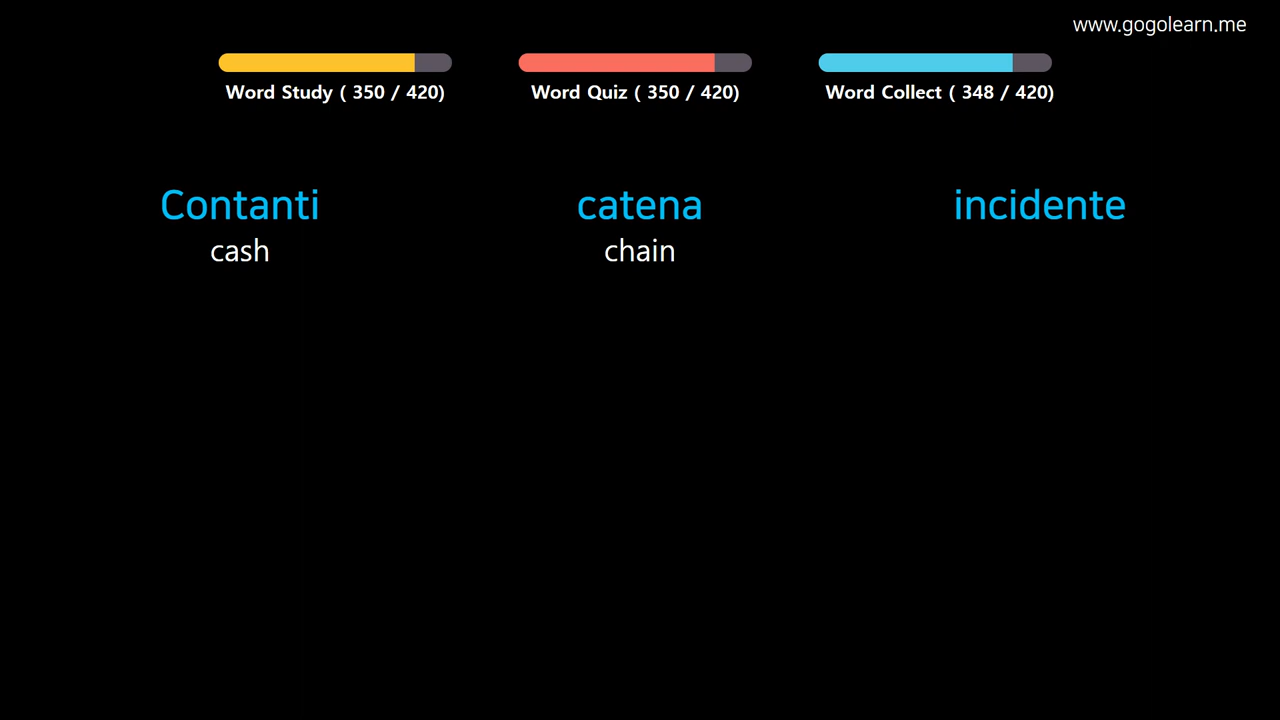 www.gogolearn.me
Word Study ( 350 / 420)
Word Quiz ( 350 / 420)
Word Collect ( 348 / 420)
Contanti
cash
catena
chain
incidente